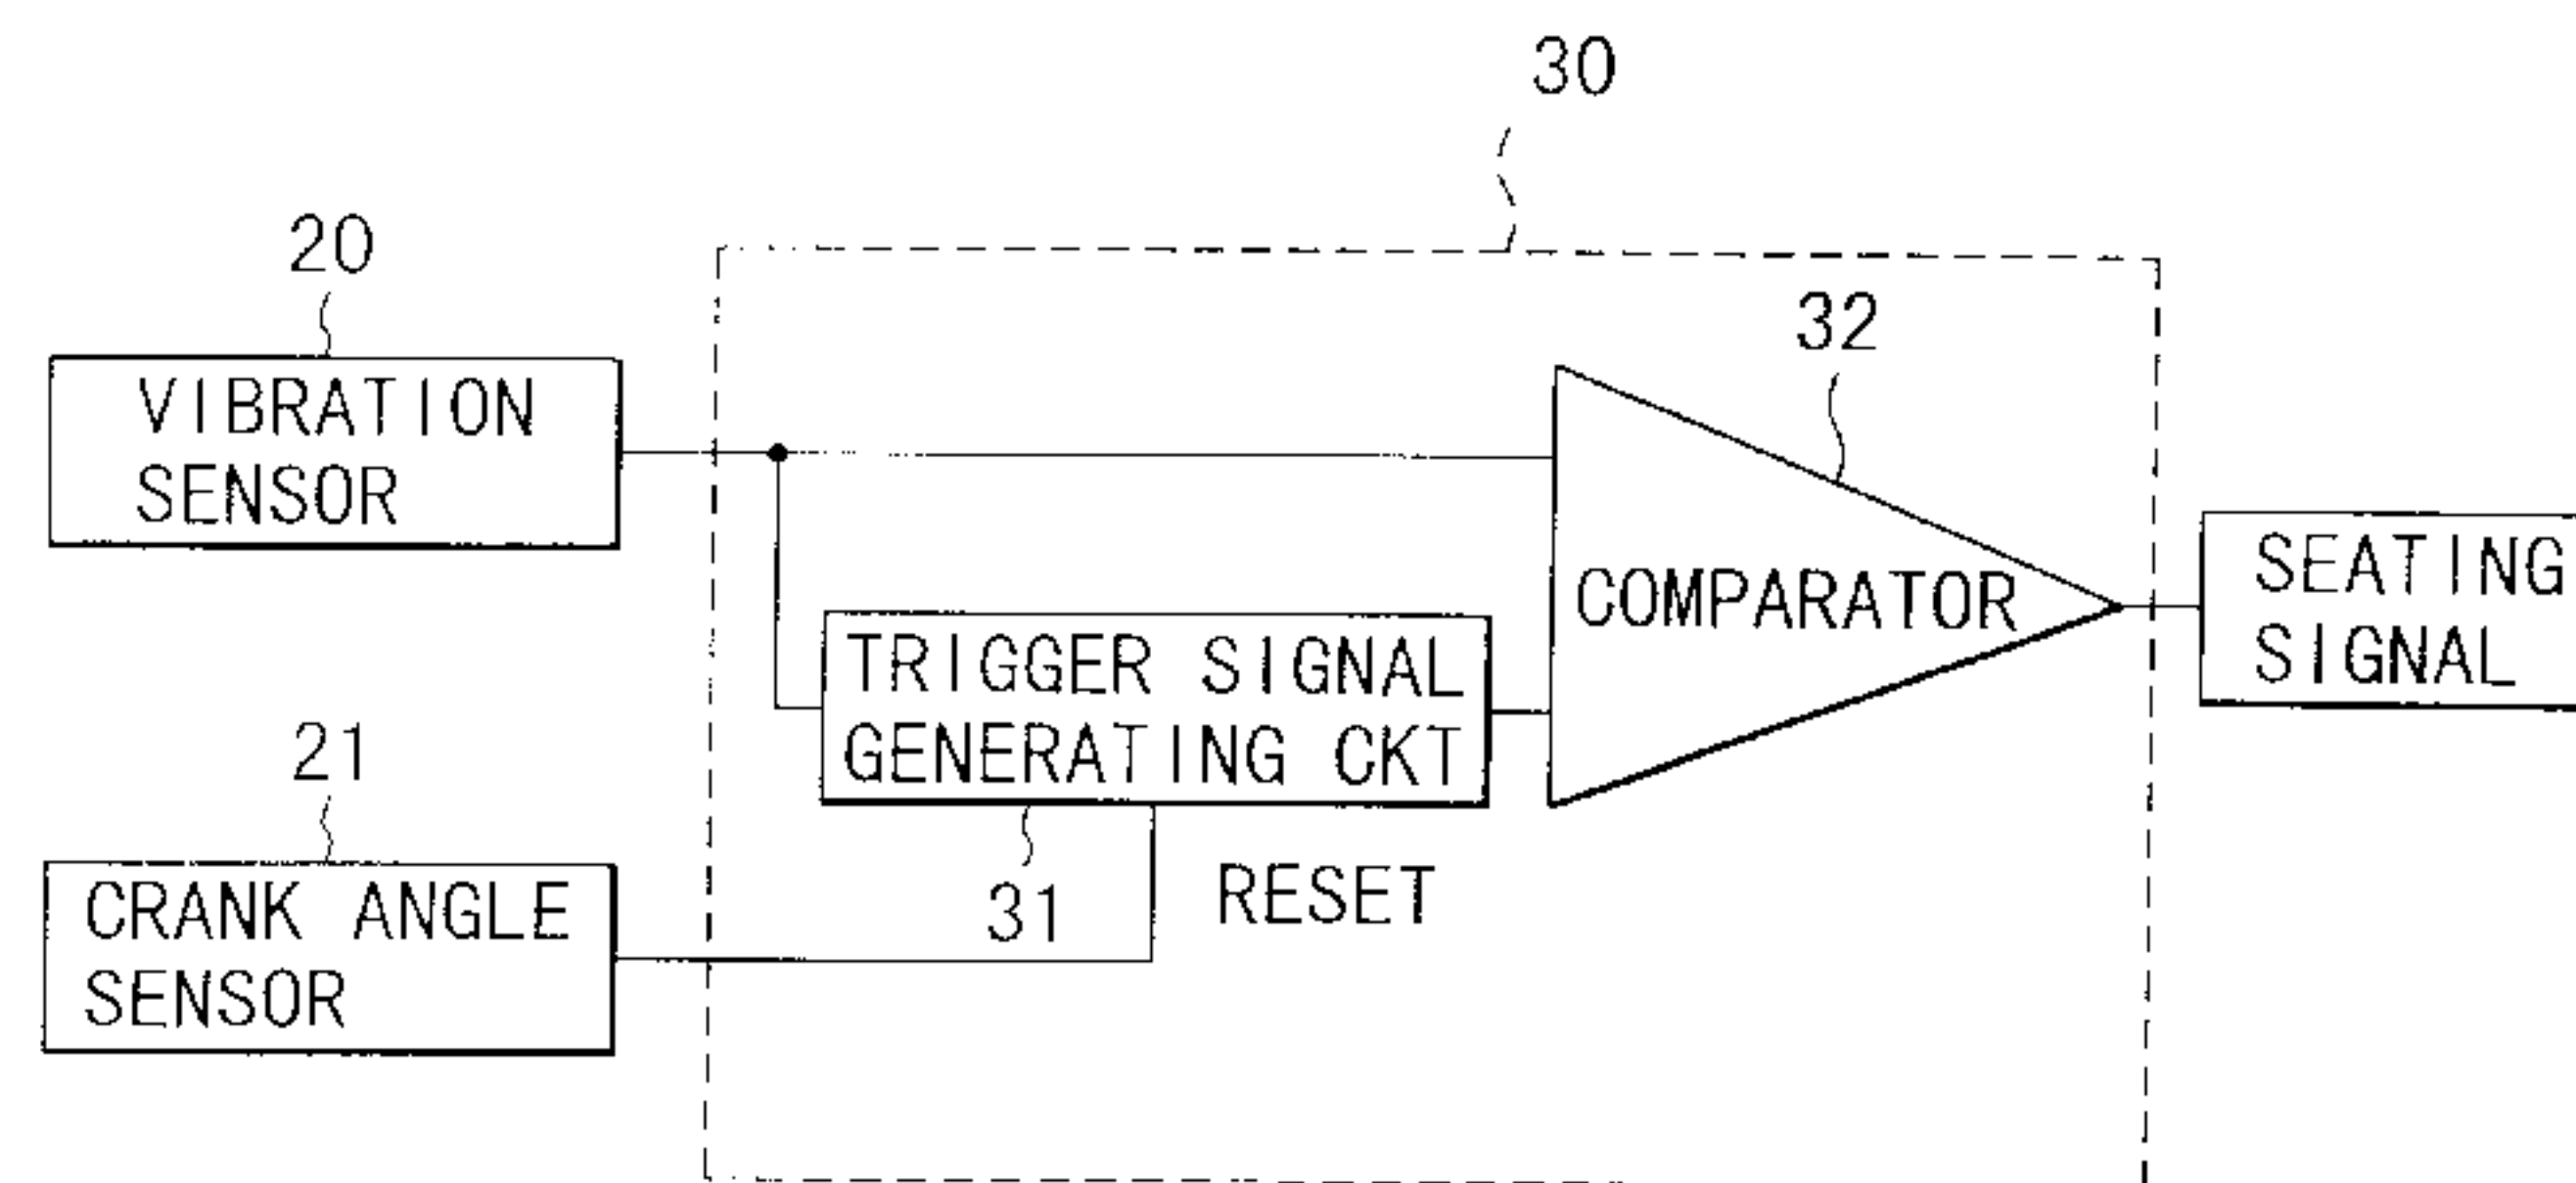 30
20
32
VIBRATION
SENSOR
SEATING
SIGNAL
COMPARATOR
TRIGGER SIGNAL
GENERATING CKT
21
31
RESET
CRANK ANGLE
SENSOR